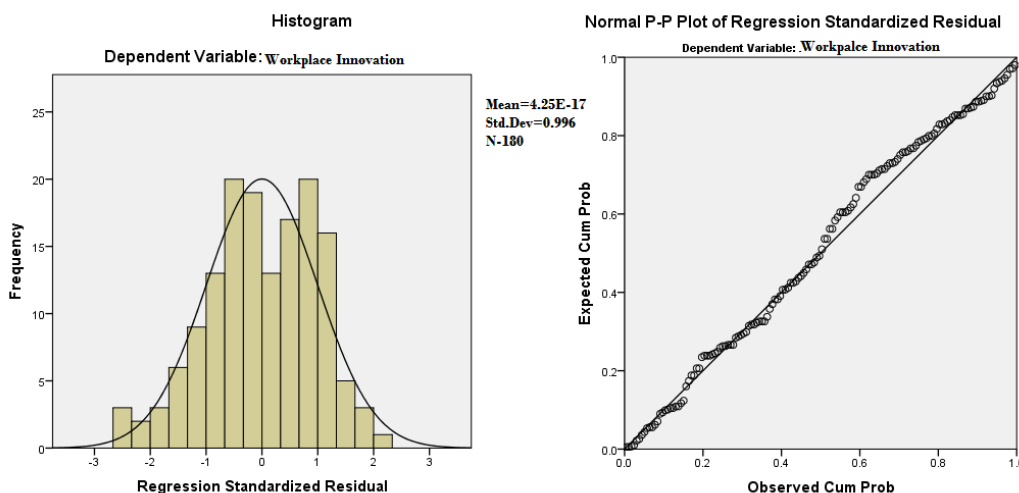 Histogram
Dependent Variable: Workplace Innovation
Mean=4.25E-17
Std.Dev=0.996
N-180
Frequency
25
20
15
10
5
0
-3 -2 -1 0 1 2 3
Regression Standardized Residual
Normal P-P Plot of Regression Standardized Residual
Dependent Variable: .Workpalce Innovation
Expected Cum Prob
1.0
0.8
0.6
0.4
0.2
0.0
0.0 0.2 0.4 0.6 0.8 1.0
Observed Cum Prob